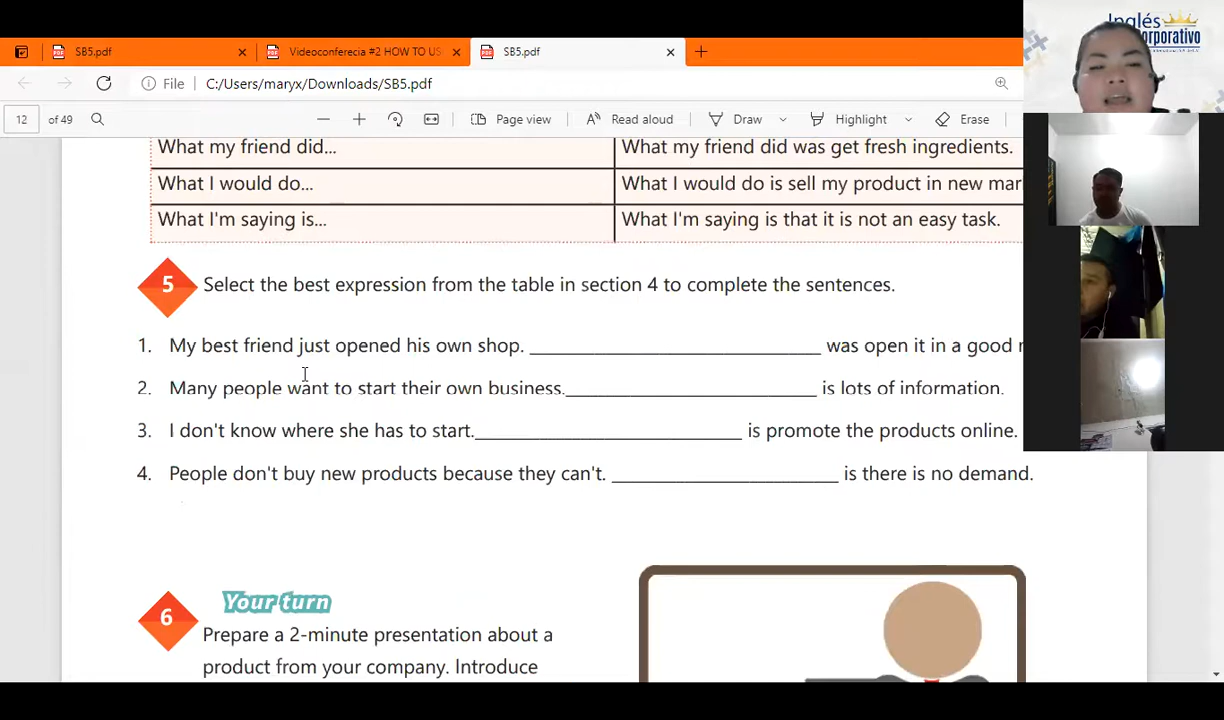 Inglés
orporativo
SB5.pdf
Videoconferecia #2 HOW TO US
SB5.pdf
File
C:/Users/maryx/Downloads/SB5.pdf
12 of 49
Page view
Read aloud
Draw
Highlight
Erase
What my friend did... What my friend did was get fresh ingredients.
What I would do... What I would do is sell my product in new mar
What I'm saying is... What I'm saying is that it is not an easy task.
5 Select the best expression from the table in section 4 to complete the sentences.
1. My best friend just opened his own shop. ______ was open it in a good
2. Many people want to start their own business.______ is lots of information.
3. I don't know where she has to start.______ is promote the products online.
4. People don't buy new products because they can't. ______ is there is no demand.
6 Your turn
Prepare a 2-minute presentation about a
product from your company. Introduce